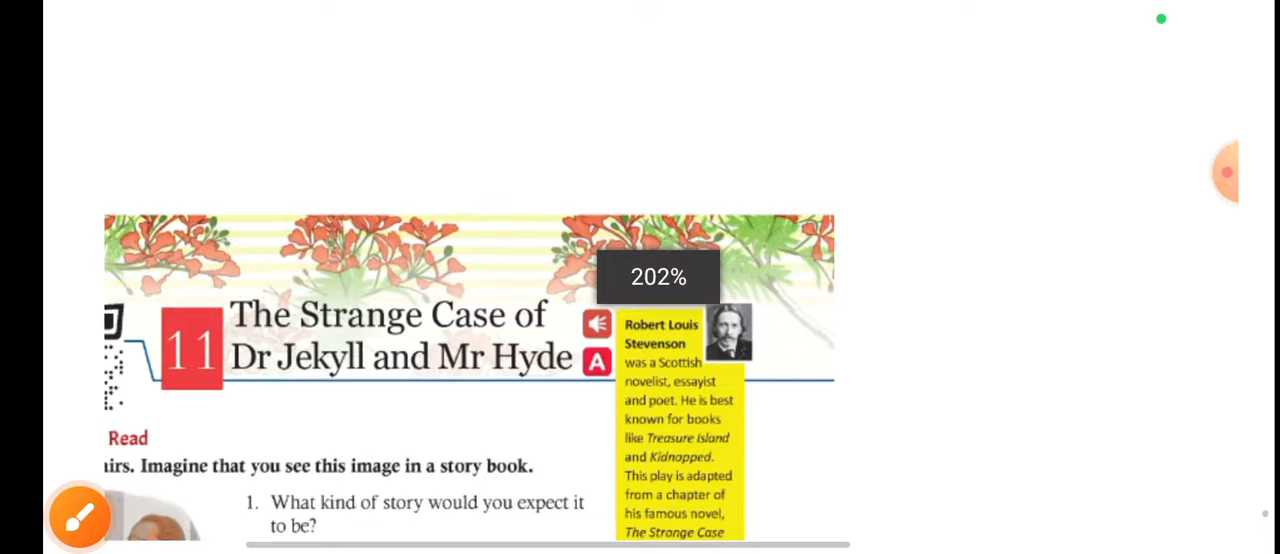 202%
11
The Strange Case of
Dr Jekyll and Mr Hyde
A
Robert Louis
Stevenson
was a Scottish
novelist, essayist
and poet. He is best
known for books
like Treasure Island
and Kidnapped.
This play is adapted
from a chapter of
his famous novel,
The Strange Case
Read
airs. Imagine that you see this image in a story book.
1. What kind of story would you expect it
to be?